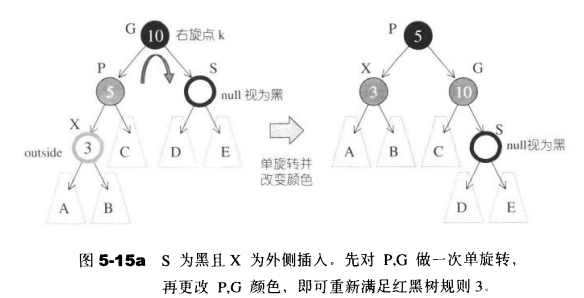 G 10 右旋点 k P 5
P 5 S null 视为黑 X 3 G 10
X 3 outside C D E A B C S null视为黑
单旋转并
改变颜色
A B D E
图 5-15a S 为黑且 X 为外侧插入。先对 P,G 做一次单旋转，
再更改 P,G 颜色，即可重新满足红黑树规则 3。